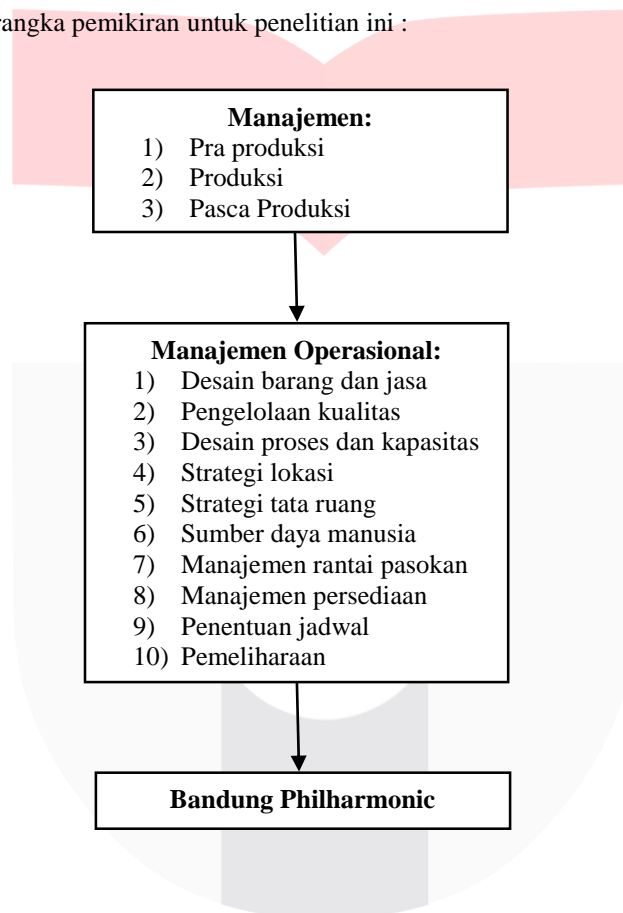 rangka pemikiran untuk penelitian ini :
Manajemen:
1) Pra produksi
2) Produksi
3) Pasca Produksi
Manajemen Operasional:
1) Desain barang dan jasa
2) Pengelolaan kualitas
3) Desain proses dan kapasitas
4) Strategi lokasi
5) Strategi tata ruang
6) Sumber daya manusia
7) Manajemen rantai pasokan
8) Manajemen persediaan
9) Penentuan jadwal
10) Pemeliharaan
Bandung Philharmonic